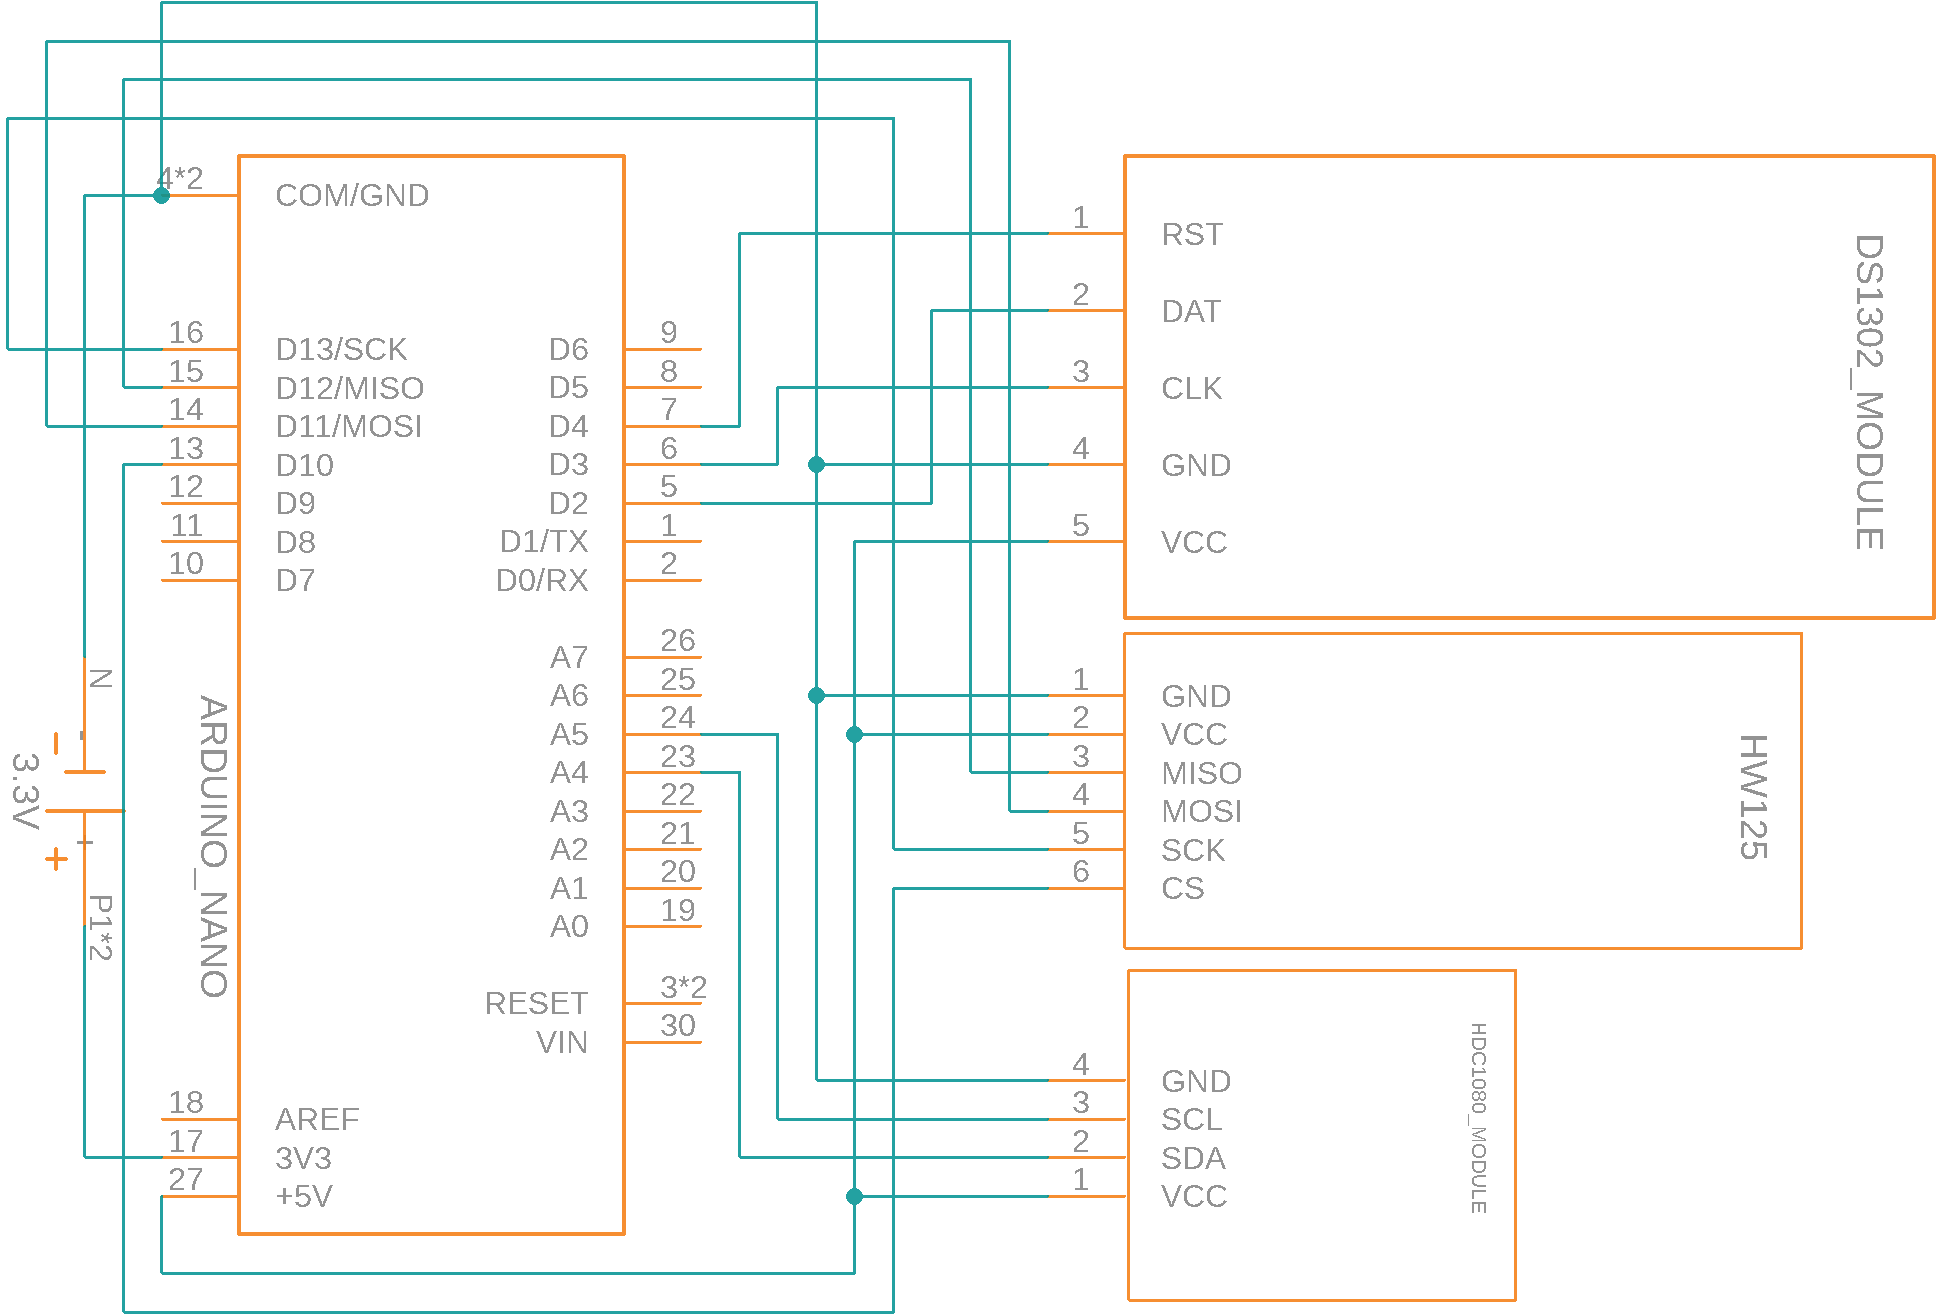 4*2
COM/GND
16
D13/SCK
15
D12/MISO
14
D11/MOSI
13
D10
12
D9
11
D8
10
D7
D6
9
D5
8
D4
7
D3
6
D2
5
D1/TX
1
D0/RX
2
A7
26
A6
25
A5
24
A4
23
A3
22
A2
21
A1
20
A0
19
RESET
3*2
VIN
30
18
AREF
17
3V3
27
+5V
ARDUINO_NANO
N
-
3.3V
+
P1*2
1
RST
2
DAT
3
CLK
4
GND
5
VCC
DS1302_MODULE
1
GND
2
VCC
3
MISO
4
MOSI
5
SCK
6
CS
HW125
4
GND
3
SCL
2
SDA
1
VCC
HDC1080_MODULE